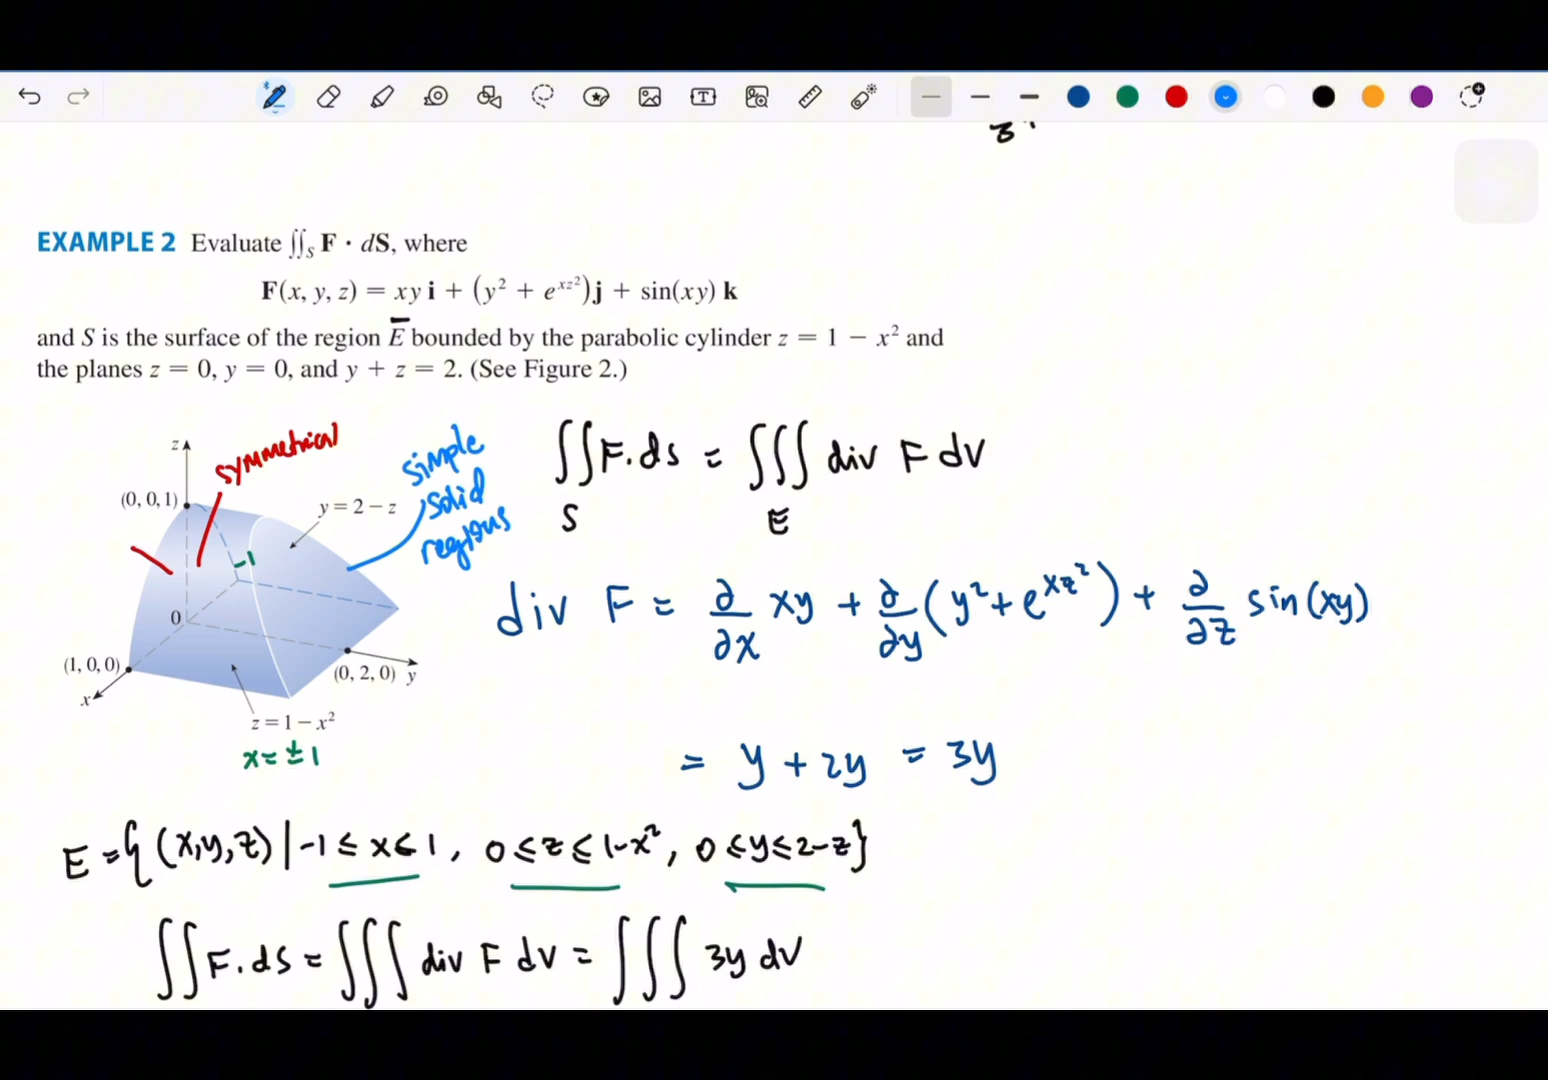 EXAMPLE 2 Evaluate ∬_S F · dS, where
F(x, y, z) = xy i + (y² + e^{xz²}) j + sin(xy) k
and S is the surface of the region E bounded by the parabolic cylinder z = 1 − x² and
the planes z = 0, y = 0, and y + z = 2. (See Figure 2.)
symmetrical
simple
solid
regions
z
(0, 0, 1)
y = 2 − z
-1
0
(1, 0, 0)
x
(0, 2, 0) y
z = 1 − x²
x = ±1
∬_S F. ds = ∭_E div F dV
div F = ∂/∂x xy + ∂/∂y (y² + e^{xz²}) + ∂/∂z sin(xy)
= y + 2y = 3y
E = {(x,y,z) | -1 ≤ x ≤ 1, 0 ≤ z ≤ 1-x², 0 ≤ y ≤ 2-z}
∬ F. ds = ∭ div F dV = ∭ 3y dV